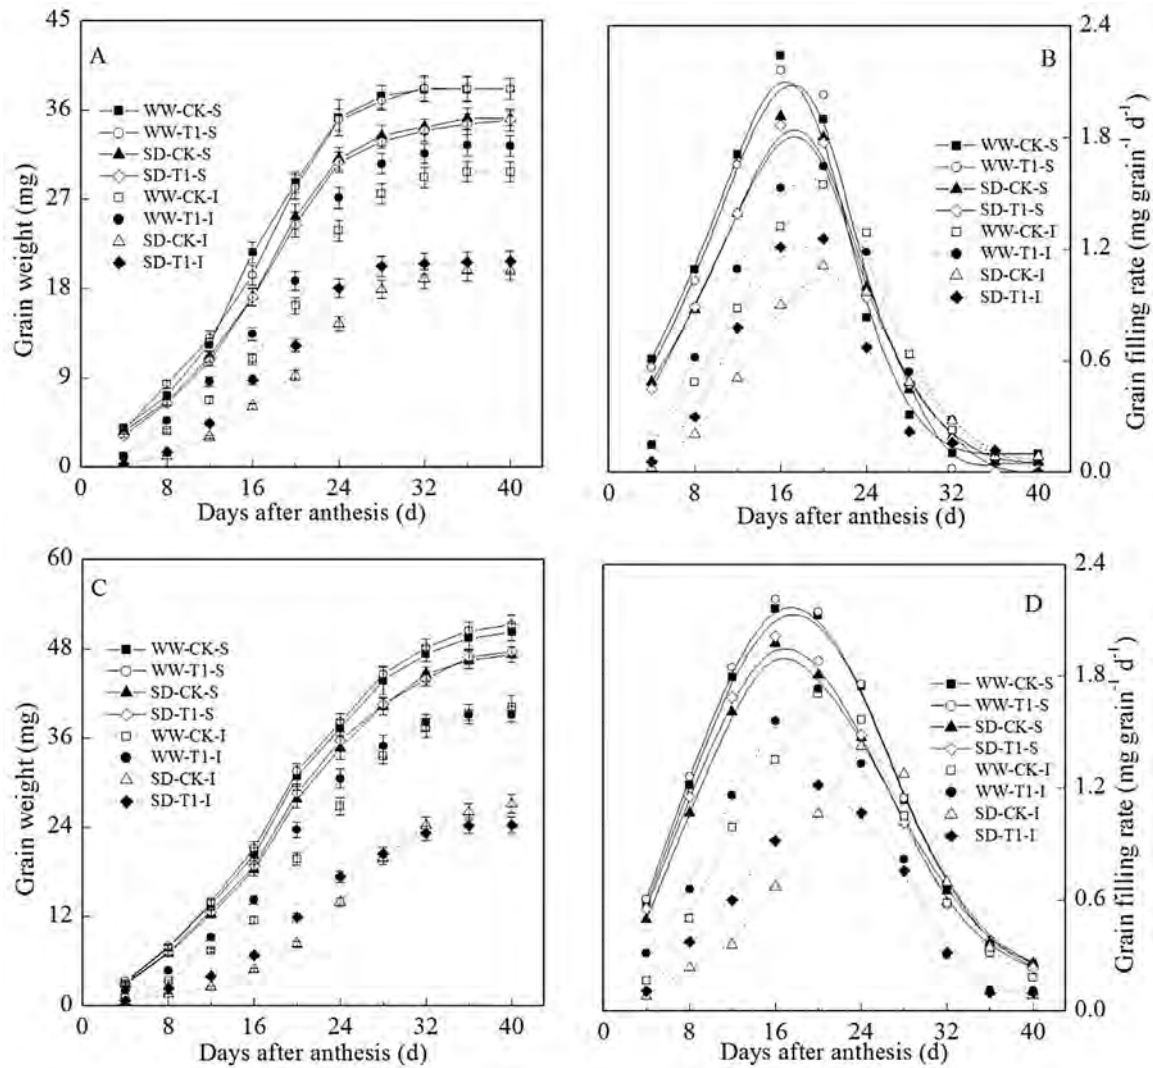 A
45
36
27
18
9
0
Grain weight (mg)
WW-CK-S
WW-T1-S
SD-CK-S
SD-T1-S
WW-CK-I
WW-T1-I
SD-CK-I
SD-T1-I
0 8 16 24 32 40
Days after anthesis (d)
B
2.4
1.8
1.2
0.6
0.0
Grain filling rate (mg grain⁻¹ d⁻¹)
WW-CK-S
WW-T1-S
SD-CK-S
SD-T1-S
WW-CK-I
WW-T1-I
SD-CK-I
SD-T1-I
0 8 16 24 32 40
Days after anthesis (d)
C
60
48
36
24
12
0
Grain weight (mg)
WW-CK-S
WW-T1-S
SD-CK-S
SD-T1-S
WW-CK-I
WW-T1-I
SD-CK-I
SD-T1-I
0 8 16 24 32 40
Days after anthesis (d)
D
2.4
1.8
1.2
0.6
0.0
Grain filling rate (mg grain⁻¹ d⁻¹)
WW-CK-S
WW-T1-S
SD-CK-S
SD-T1-S
WW-CK-I
WW-T1-I
SD-CK-I
SD-T1-I
0 8 16 24 32 40
Days after anthesis (d)